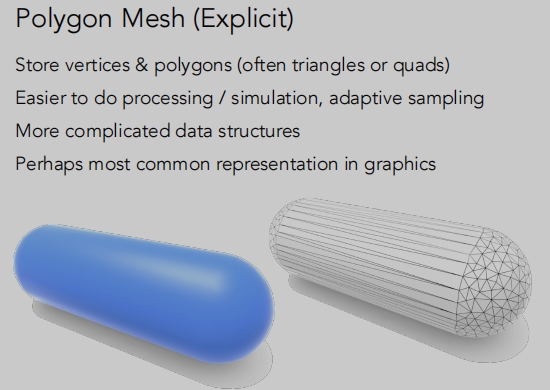 Polygon Mesh (Explicit)
Store vertices & polygons (often triangles or quads)
Easier to do processing / simulation, adaptive sampling
More complicated data structures
Perhaps most common representation in graphics